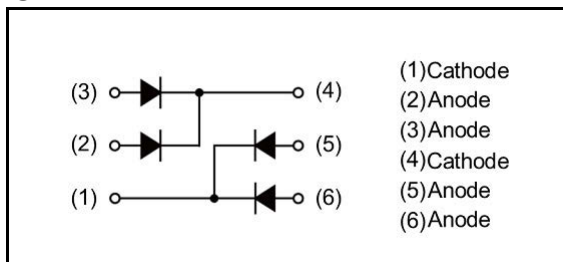 (3) (4)
(2) (5)
(1) (6)
(1)Cathode
(2)Anode
(3)Anode
(4)Cathode
(5)Anode
(6)Anode